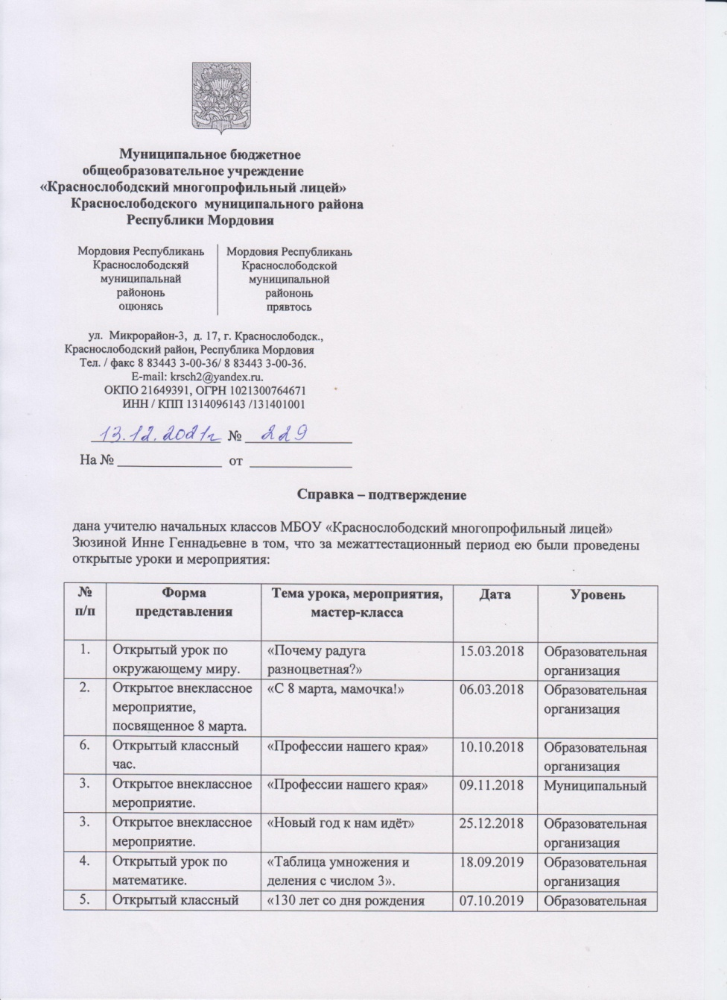 Муниципальное бюджетное
общеобразовательное учреждение
«Краснослободский многопрофильный лицей»
Краснослободского муниципального района
Республики Мордовия
Мордовия Республикань
Краснослободскяй
муниципальнай
райононь
оцюнясь
Мордовия Республикань
Краснослободской
муниципальной
райононь
прявтось
ул. Микрорайон-3, д. 17, г. Краснослободск.,
Краснослободский район, Республика Мордовия
Тел. / факс 8 83443 3-00-36/ 8 83443 3-00-36.
E-mail: krsch2@yandex.ru.
ОКПО 21649391, ОГРН 1021300764671
ИНН / КПП 1314096143 /131401001
13.12.2021г № 229
На № ______________ от ______________
Справка – подтверждение
дана учителю начальных классов МБОУ «Краснослободский многопрофильный лицей»
Зюзиной Инне Геннадьевне в том, что за межаттестационный период ею были проведены
открытые уроки и мероприятия:
№ п/п Форма представления Тема урока, мероприятия, мастер-класса Дата Уровень
1. Открытый урок по «Почему радуга 15.03.2018 Образовательная
окружающему миру. разноцветная?» организация
2. Открытое внеклассное «С 8 марта, мамочка!» 06.03.2018 Образовательная
мероприятие, организация
посвященное 8 марта.
6. Открытый классный «Профессии нашего края» 10.10.2018 Образовательная
час. организация
3. Открытое внеклассное «Профессии нашего края» 09.11.2018 Муниципальный
мероприятие.
3. Открытое внеклассное «Новый год к нам идёт» 25.12.2018 Образовательная
мероприятие. организация
4. Открытый урок по «Таблица умножения и 18.09.2019 Образовательная
математике. деления с числом 3». организация
5. Открытый классный «130 лет со дня рождения 07.10.2019 Образовательная